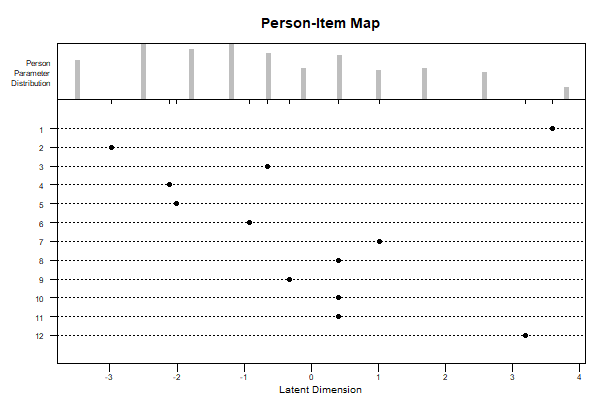 Person-Item Map
Person
Parameter
Distribution
1
2
3
4
5
6
7
8
9
10
11
12
-3 -2 -1 0 1 2 3 4
Latent Dimension